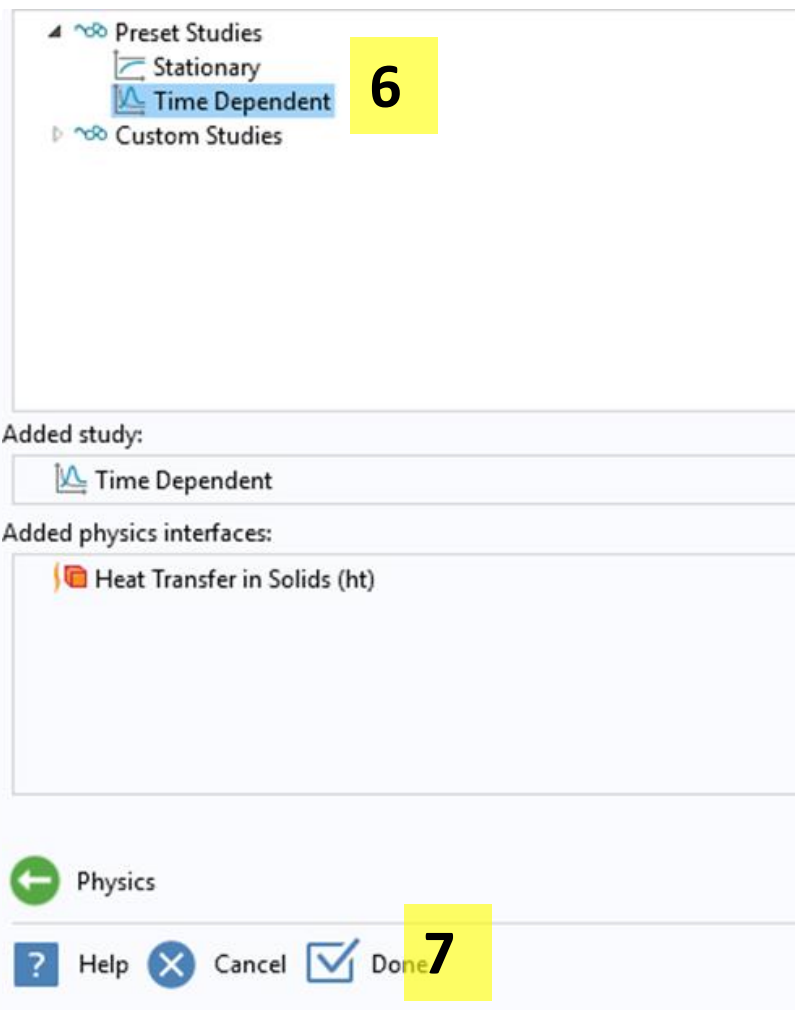 Preset Studies
Stationary
Time Dependent
6
Custom Studies
Added study:
Time Dependent
Added physics interfaces:
Heat Transfer in Solids (ht)
Physics
? Help Cancel Done 7